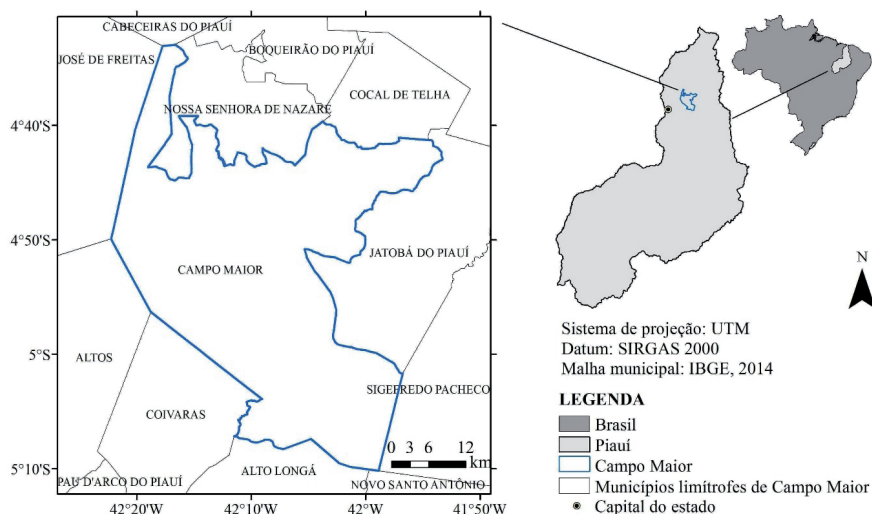 CABECEIRAS DO PIAUÍ
JOSÉ DE FREITAS
BOQUEIRÃO DO PIAUÍ
COCAL DE TELHA
NOSSA SENHORA DE NAZARÉ
4°40'S
4°50'S
CAMPO MAIOR
JATOBÁ DO PIAUÍ
5°S
ALTOS
SIGEFREDO PACHECO
COIVARAS
0 3 6 12
km
ALTO LONGÁ
5°10'S
PAU D'ARCO DO PIAUÍ
NOVO SANTO ANTÔNIO
42°20'W
42°10'W
42°0'W
41°50'W
N
Sistema de projeção: UTM
Datum: SIRGAS 2000
Malha municipal: IBGE, 2014
LEGENDA
Brasil
Piauí
Campo Maior
Municípios limítrofes de Campo Maior
Capital do estado